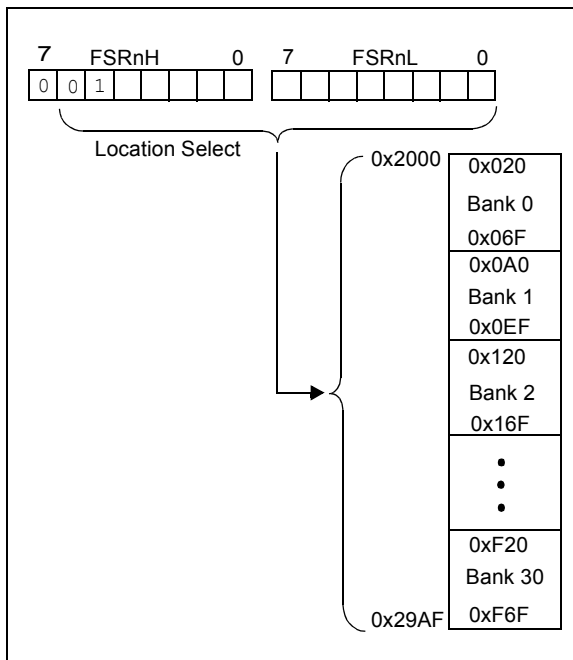 7 FSRnH 0 7 FSRnL 0
0 0 1
Location Select
0x2000
0x020
Bank 0
0x06F
0x0A0
Bank 1
0x0EF
0x120
Bank 2
0x16F
0xF20
Bank 30
0xF6F
0x29AF